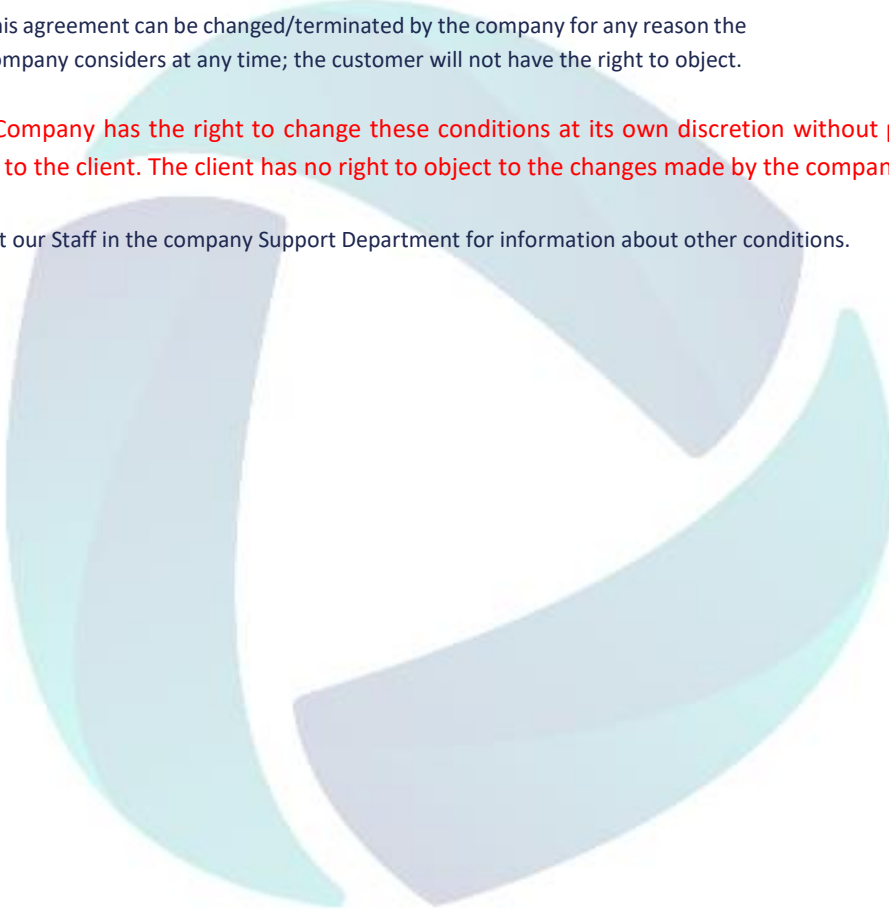 his agreement can be changed/terminated by the company for any reason the
ompany considers at any time; the customer will not have the right to object.
Company has the right to change these conditions at its own discretion without p
to the client. The client has no right to object to the changes made by the compan
t our Staff in the company Support Department for information about other conditions.